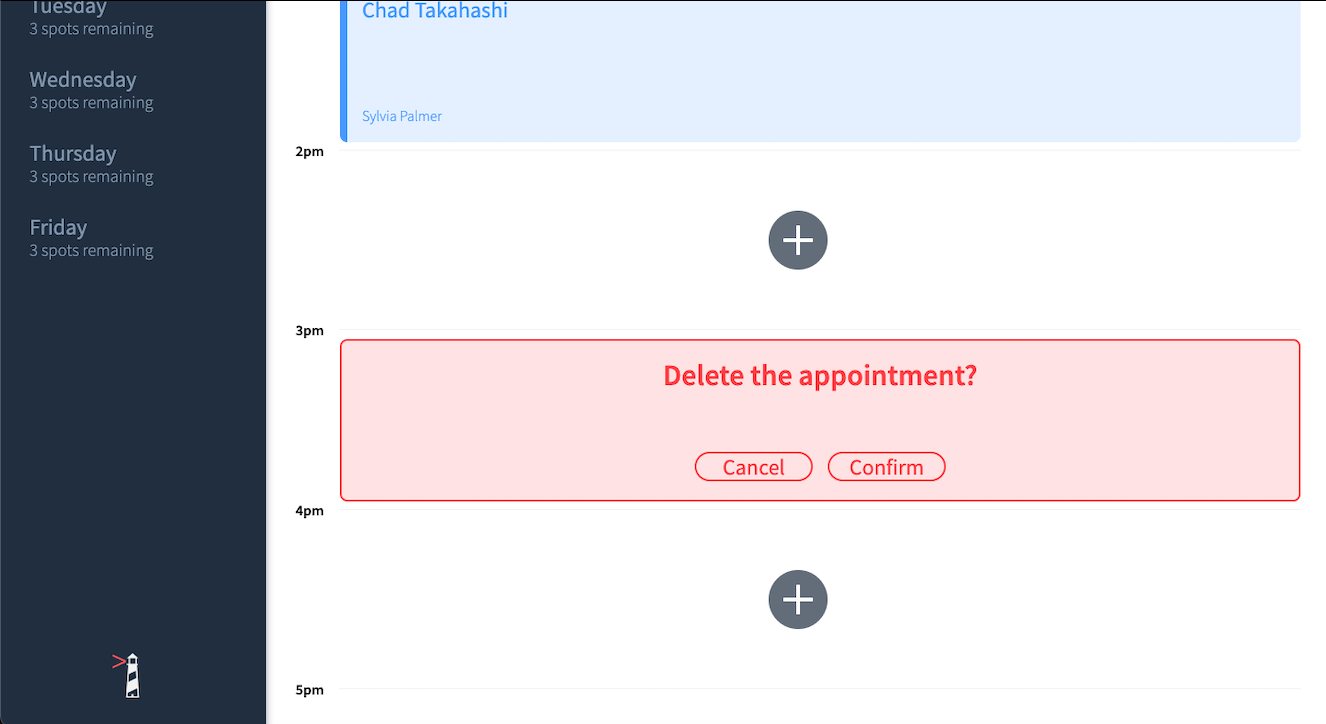 Tuesday
3 spots remaining
Wednesday
3 spots remaining
Thursday
3 spots remaining
Friday
3 spots remaining
>
Chad Takahashi
Sylvia Palmer
2pm
3pm
Delete the appointment?
Cancel Confirm
4pm
5pm